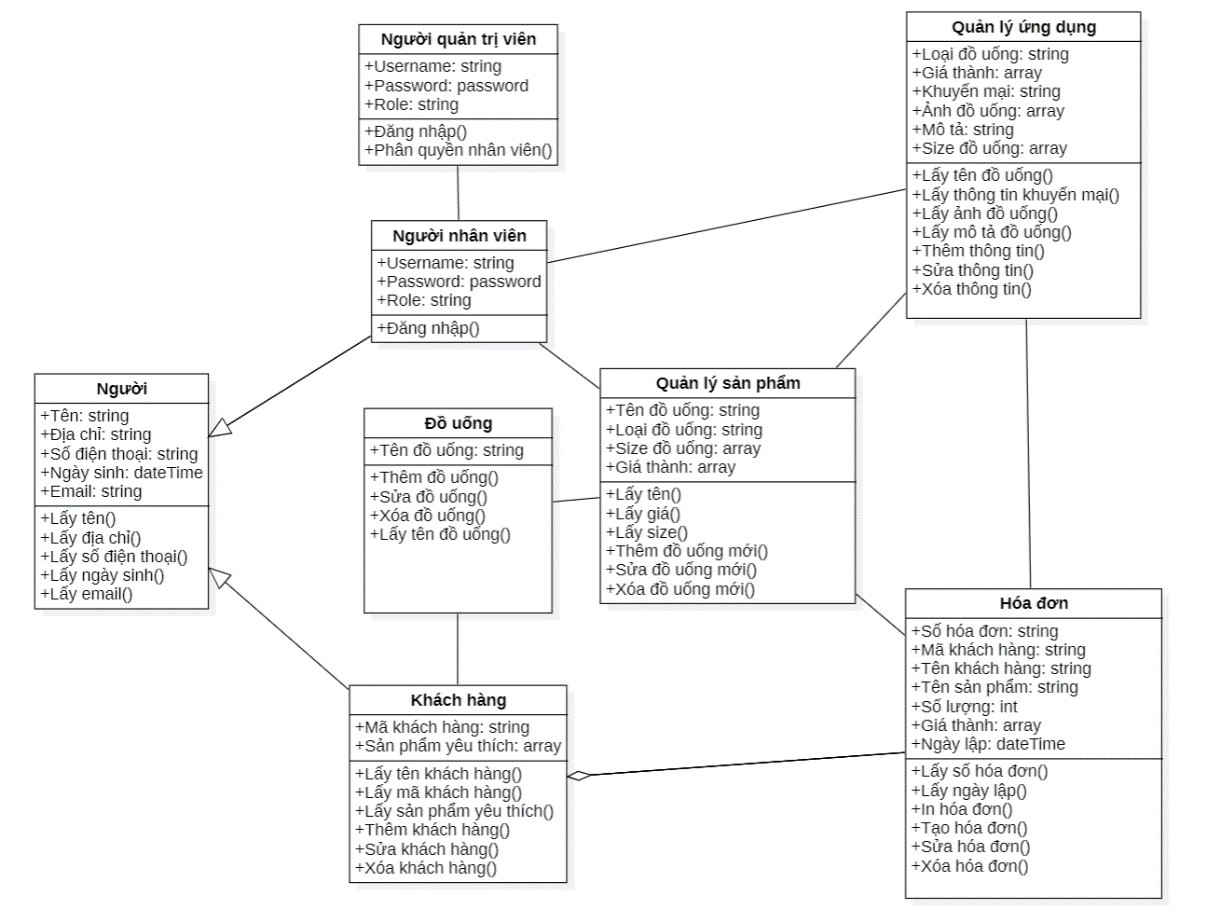 Người quản trị viên
+Username: string
+Password: password
+Role: string
+Đăng nhập()
+Phân quyền nhân viên()
Quản lý ứng dụng
+Loại đồ uống: string
+Giá thành: array
+Khuyến mại: string
+Ảnh đồ uống: array
+Mô tả: string
+Size đồ uống: array
+Lấy tên đồ uống()
+Lấy thông tin khuyến mại()
+Lấy ảnh đồ uống()
+Lấy mô tả đồ uống()
+Thêm thông tin()
+Sửa thông tin()
+Xóa thông tin()
Người nhân viên
+Username: string
+Password: password
+Role: string
+Đăng nhập()
Người
+Tên: string
+Địa chỉ: string
+Số điện thoại: string
+Ngày sinh: dateTime
+Email: string
+Lấy tên()
+Lấy địa chỉ()
+Lấy số điện thoại()
+Lấy ngày sinh()
+Lấy email()
Đồ uống
+Tên đồ uống: string
+Thêm đồ uống()
+Sửa đồ uống()
+Xóa đồ uống()
+Lấy tên đồ uống()
Quản lý sản phẩm
+Tên đồ uống: string
+Loại đồ uống: string
+Size đồ uống: array
+Giá thành: array
+Lấy tên()
+Lấy giá()
+Lấy size()
+Thêm đồ uống mới()
+Sửa đồ uống mới()
+Xóa đồ uống mới()
Khách hàng
+Mã khách hàng: string
+Sản phẩm yêu thích: array
+Lấy tên khách hàng()
+Lấy mã khách hàng()
+Lấy sản phẩm yêu thích()
+Thêm khách hàng()
+Sửa khách hàng()
+Xóa khách hàng()
Hóa đơn
+Số hóa đơn: string
+Mã khách hàng: string
+Tên khách hàng: string
+Tên sản phẩm: string
+Số lượng: int
+Giá thành: array
+Ngày lập: dateTime
+Lấy số hóa đơn()
+Lấy ngày lập()
+In hóa đơn()
+Tạo hóa đơn()
+Sửa hóa đơn()
+Xóa hóa đơn()